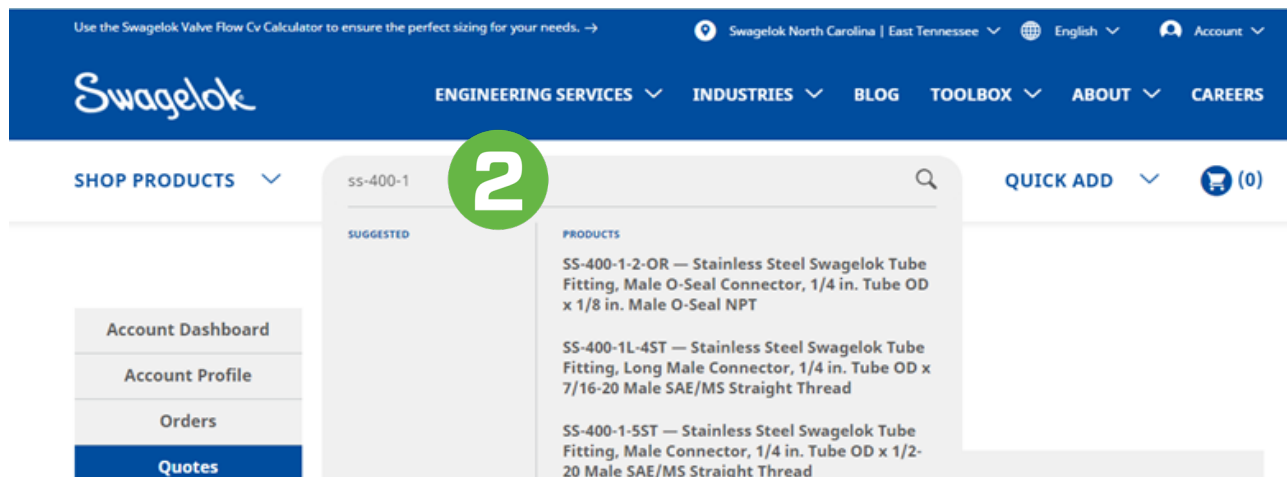 Use the Swagelok Valve Flow Cv Calculator to ensure the perfect sizing for your needs. →
Swagelok North Carolina | East Tennessee
English
Account
Swagelok
ENGINEERING SERVICES
INDUSTRIES
BLOG
TOOLBOX
ABOUT
CAREERS
SHOP PRODUCTS
ss-400-1
2
QUICK ADD
(0)
SUGGESTED
PRODUCTS
SS-400-1-2-OR — Stainless Steel Swagelok Tube
Fitting, Male O-Seal Connector, 1/4 in. Tube OD
x 1/8 in. Male O-Seal NPT
SS-400-1L-4ST — Stainless Steel Swagelok Tube
Fitting, Long Male Connector, 1/4 in. Tube OD x
7/16-20 Male SAE/MS Straight Thread
SS-400-1-5ST — Stainless Steel Swagelok Tube
Fitting, Male Connector, 1/4 in. Tube OD x 1/2-
20 Male SAE/MS Straight Thread
Account Dashboard
Account Profile
Orders
Quotes